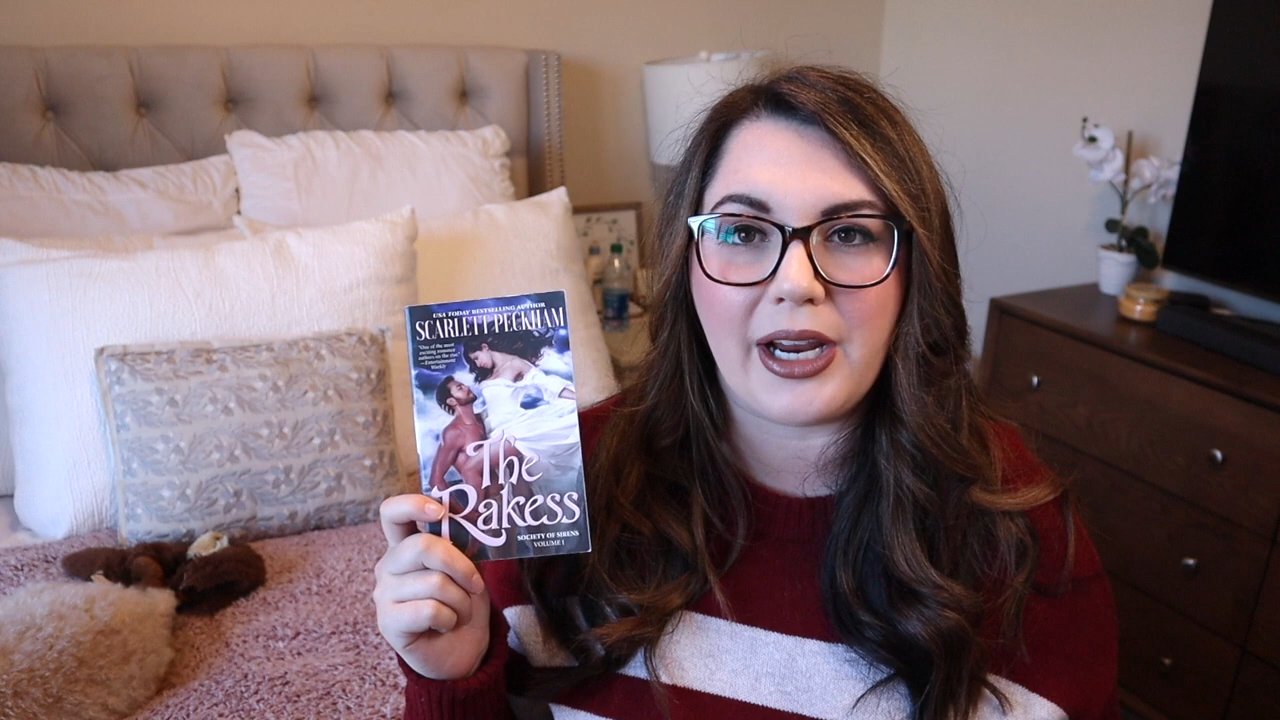 USA TODAY BESTSELLING AUTHOR
SCARLETT PECKHAM
"One of the most
exciting romance
authors on the rise."
—Entertainment
Weekly
The
Rakess
SOCIETY OF SIRENS
VOLUME I